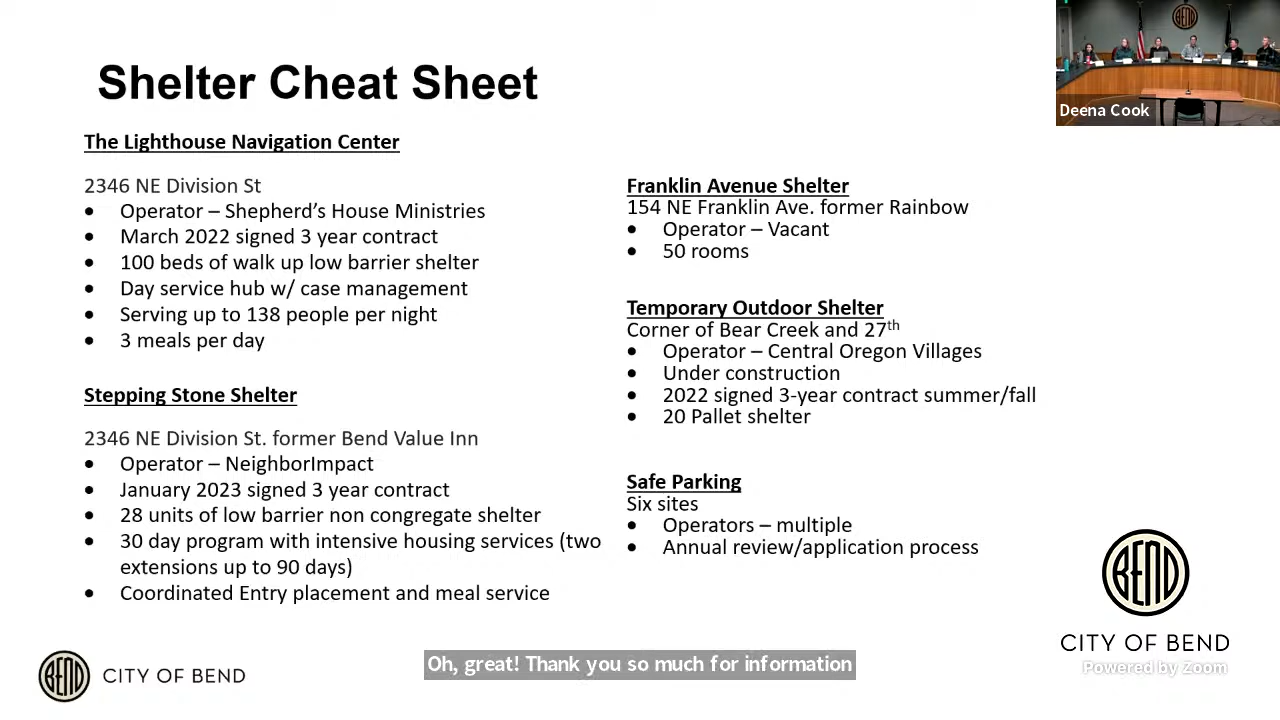 Shelter Cheat Sheet
The Lighthouse Navigation Center
2346 NE Division St
• Operator – Shepherd’s House Ministries
• March 2022 signed 3 year contract
• 100 beds of walk up low barrier shelter
• Day service hub w/ case management
• Serving up to 138 people per night
• 3 meals per day
Stepping Stone Shelter
2346 NE Division St. former Bend Value Inn
• Operator – NeighborImpact
• January 2023 signed 3 year contract
• 28 units of low barrier non congregate shelter
• 30 day program with intensive housing services (two
extensions up to 90 days)
• Coordinated Entry placement and meal service
Franklin Avenue Shelter
154 NE Franklin Ave. former Rainbow
• Operator – Vacant
• 50 rooms
Temporary Outdoor Shelter
Corner of Bear Creek and 27th
• Operator – Central Oregon Villages
• Under construction
• 2022 signed 3-year contract summer/fall
• 20 Pallet shelter
Safe Parking
Six sites
• Operators – multiple
• Annual review/application process
BEND
Deena Cook
BEND
CITY OF BEND
Powered by Zoom
BEND
CITY OF BEND
Oh, great! Thank you so much for information